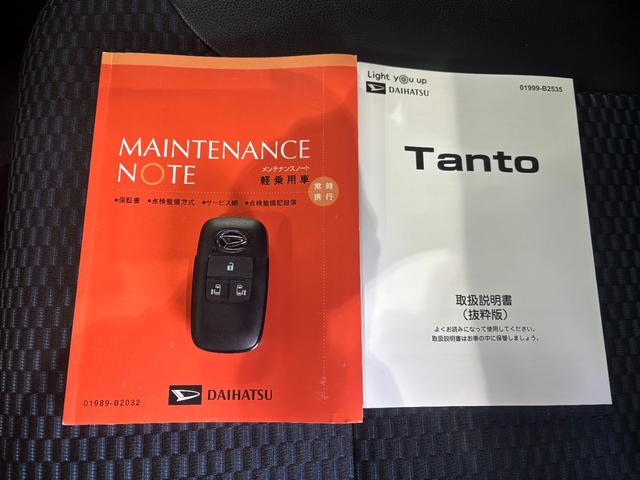 MAINTENANCE
NOTE
メンテナンスノート
軽乗用車
常時
携行
●保証書 ●点検整備方式 ●サービス網 ●点検整備記録簿
DAIHATSU
01989-B2032
Light you up
DAIHATSU
01999-B2535
Tanto
取扱説明書
(抜粋版)
よくお読みになって使用してください。
取扱説明書はお車の中に保管しましょう。